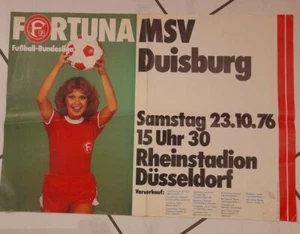 FORTUNA
Fußball-Bundesliga
MSV
Duisburg
Samstag 23.10.76
15 Uhr 30
Rheinstadion
Düsseldorf
Vorverkauf: